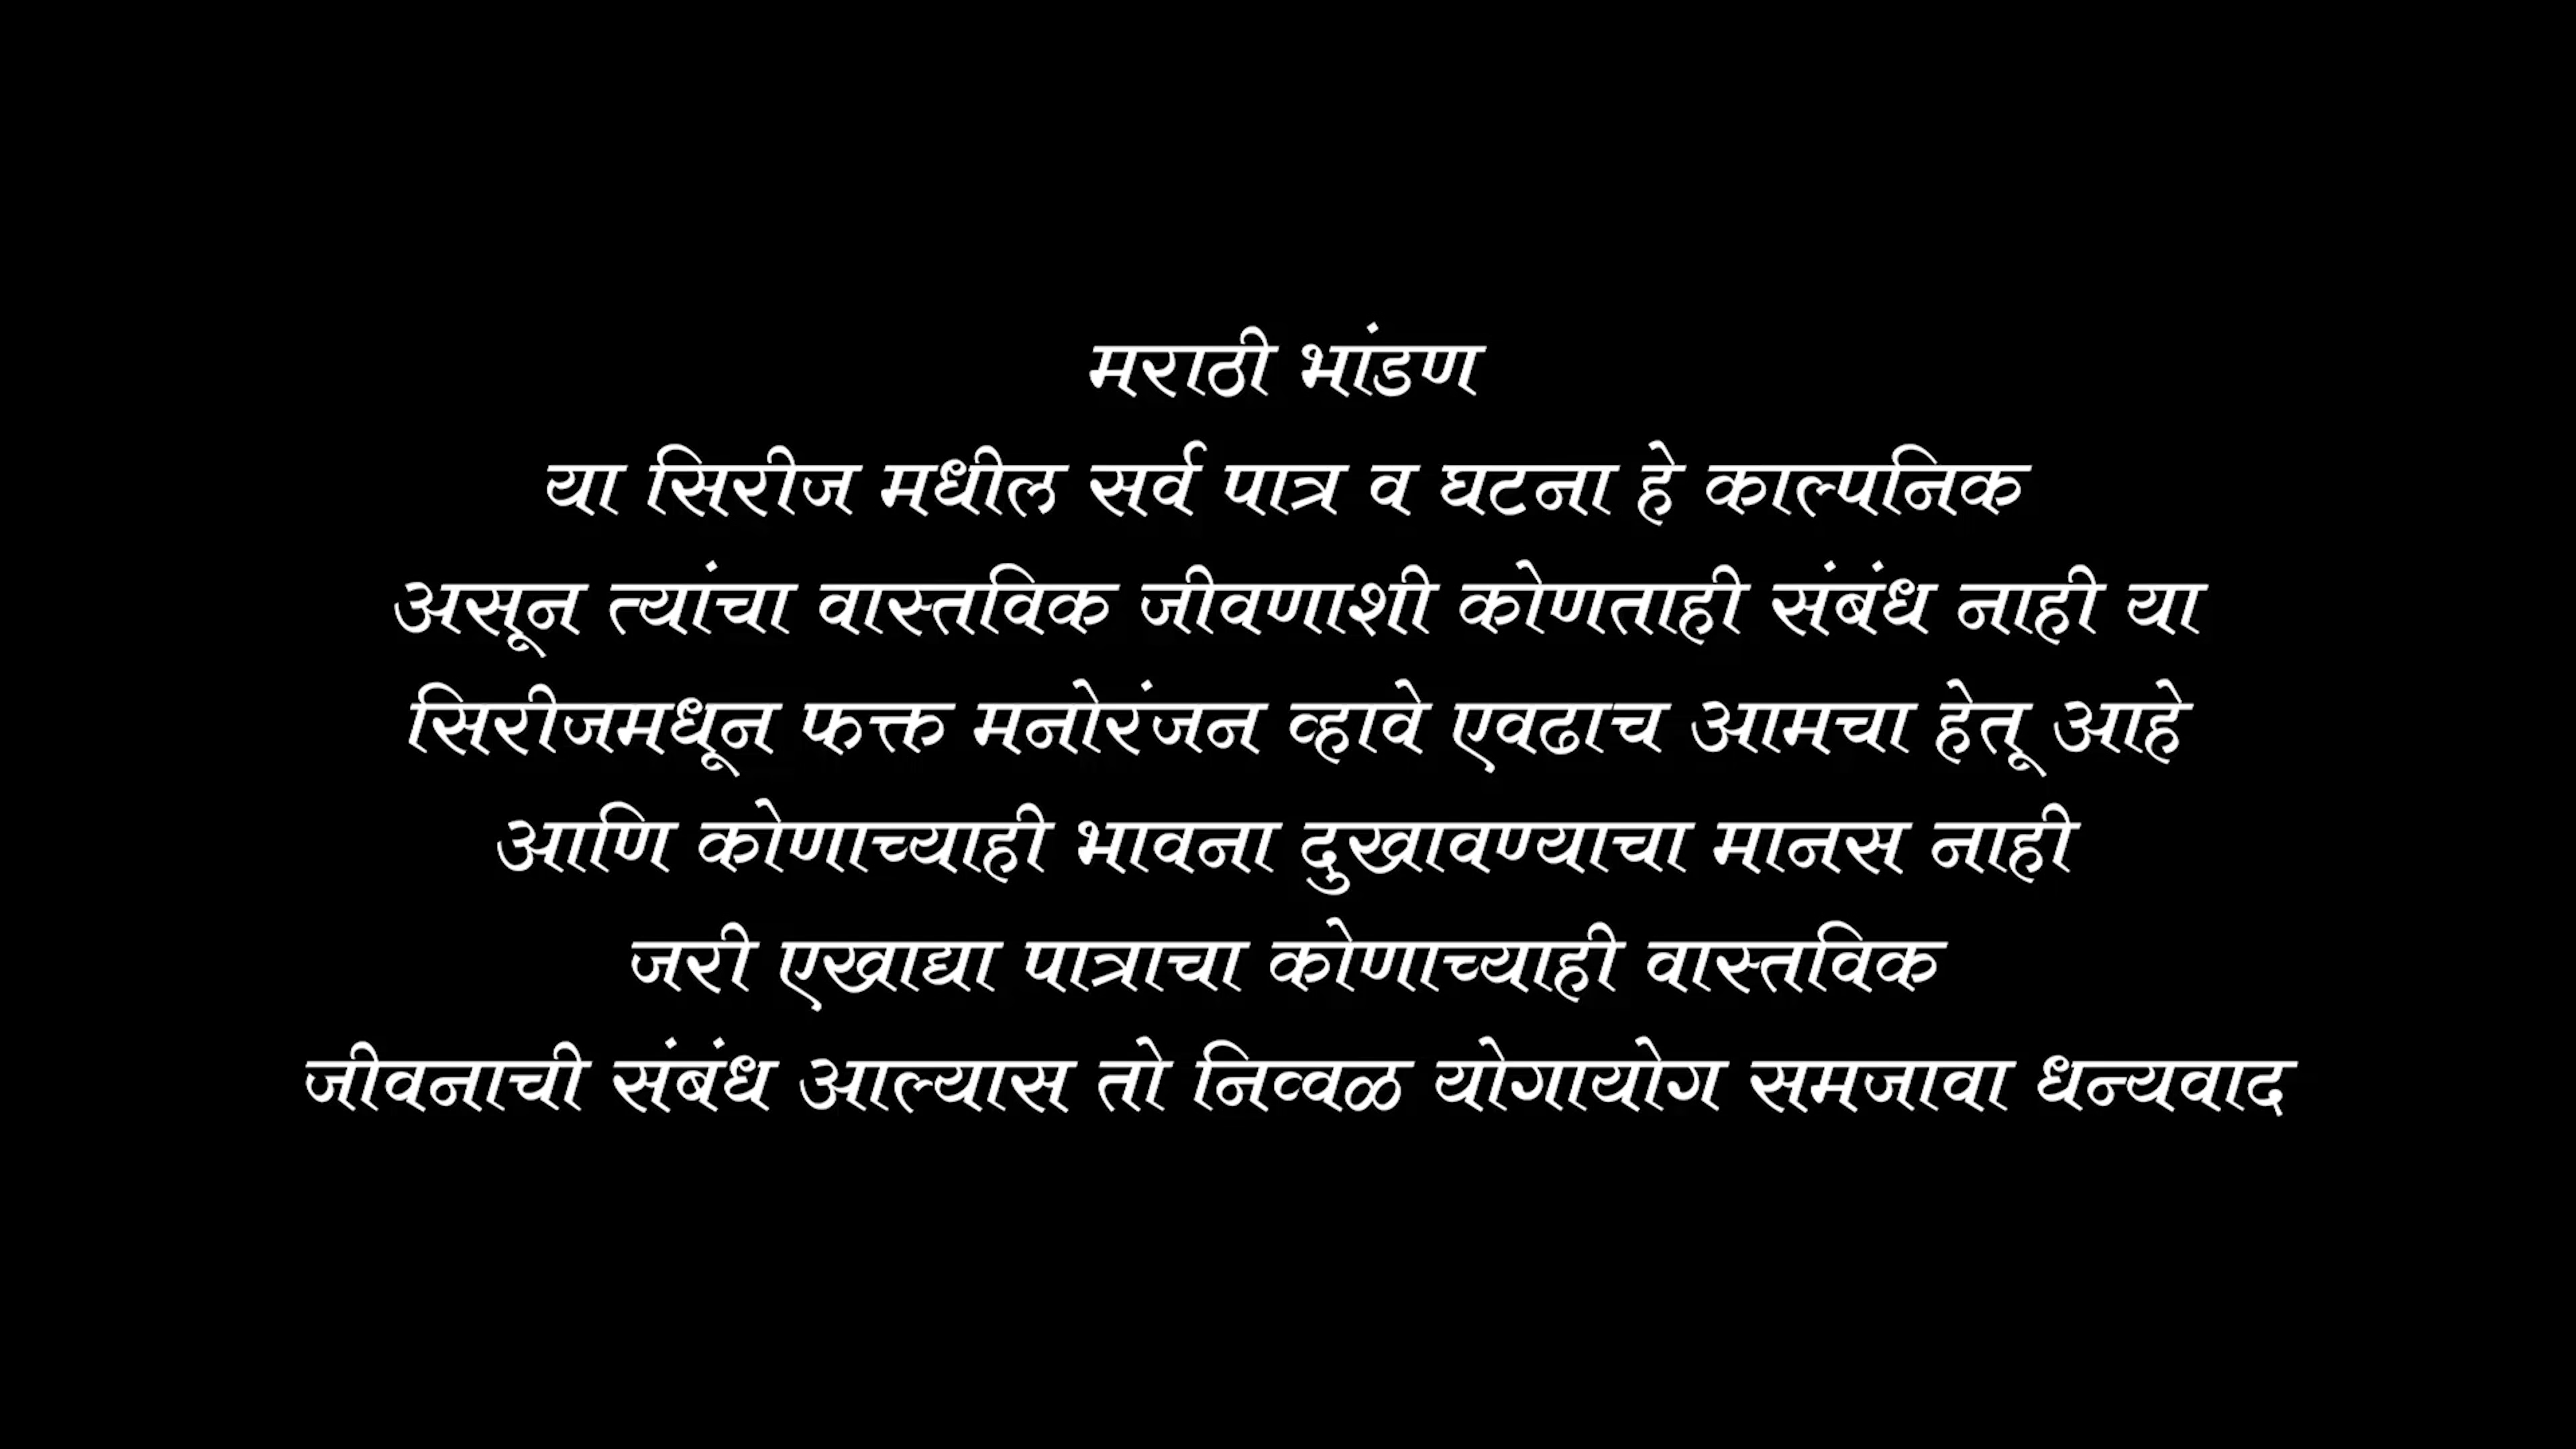 मराठी भांडण
या सिरीज मधील सर्व पात्र व घटना हे काल्पनिक
असून त्यांचा वास्तविक जीवणाशी कोणताही संबंध नाही या
सिरीजमधून फक्त मनोरंजन व्हावे एवढाच आमचा हेतू आहे
आणि कोणाच्याही भावना दुखावण्याचा मानस नाही
जरी एखाद्या पात्राचा कोणाच्याही वास्तविक
जीवनाची संबंध आल्यास तो निव्वळ योगायोग समजावा धन्यवाद